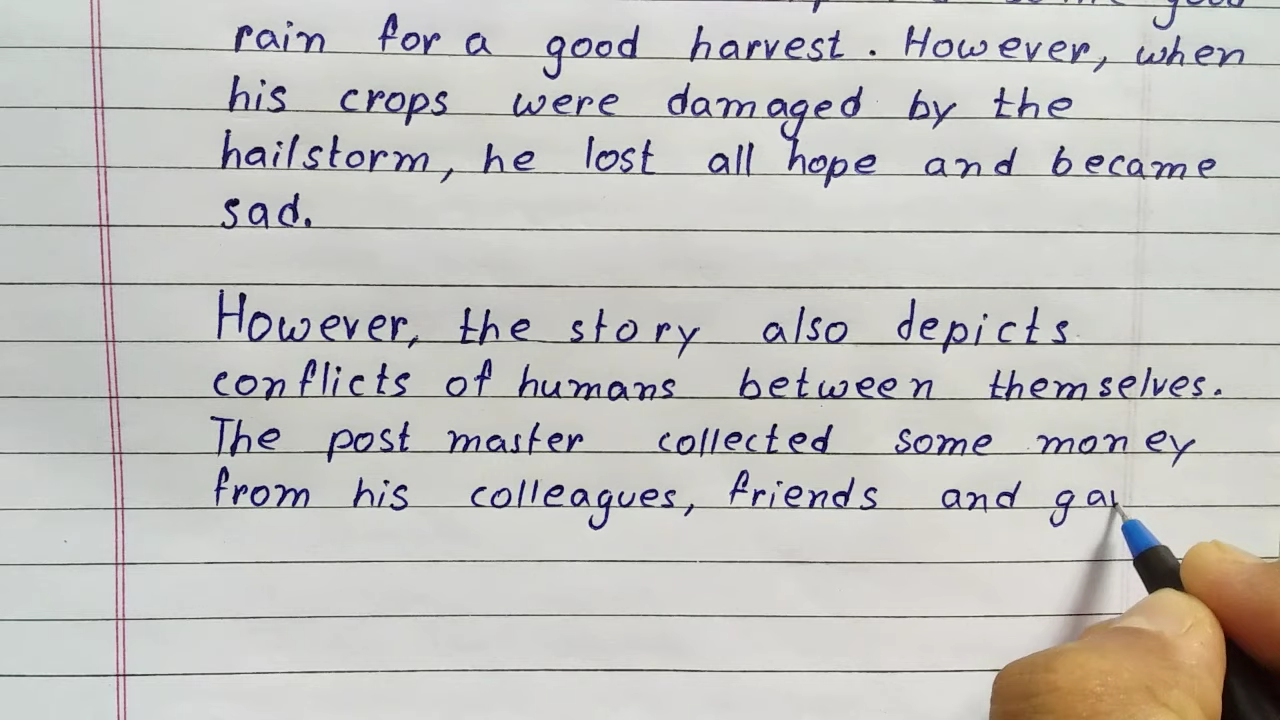 good
rain for a good harvest. However, when
his crops were damaged by the
hailstorm, he lost all hope and became
sad.
However, the story also depicts
conflicts of humans between themselves.
The post master collected some money
from his colleagues, friends and ga